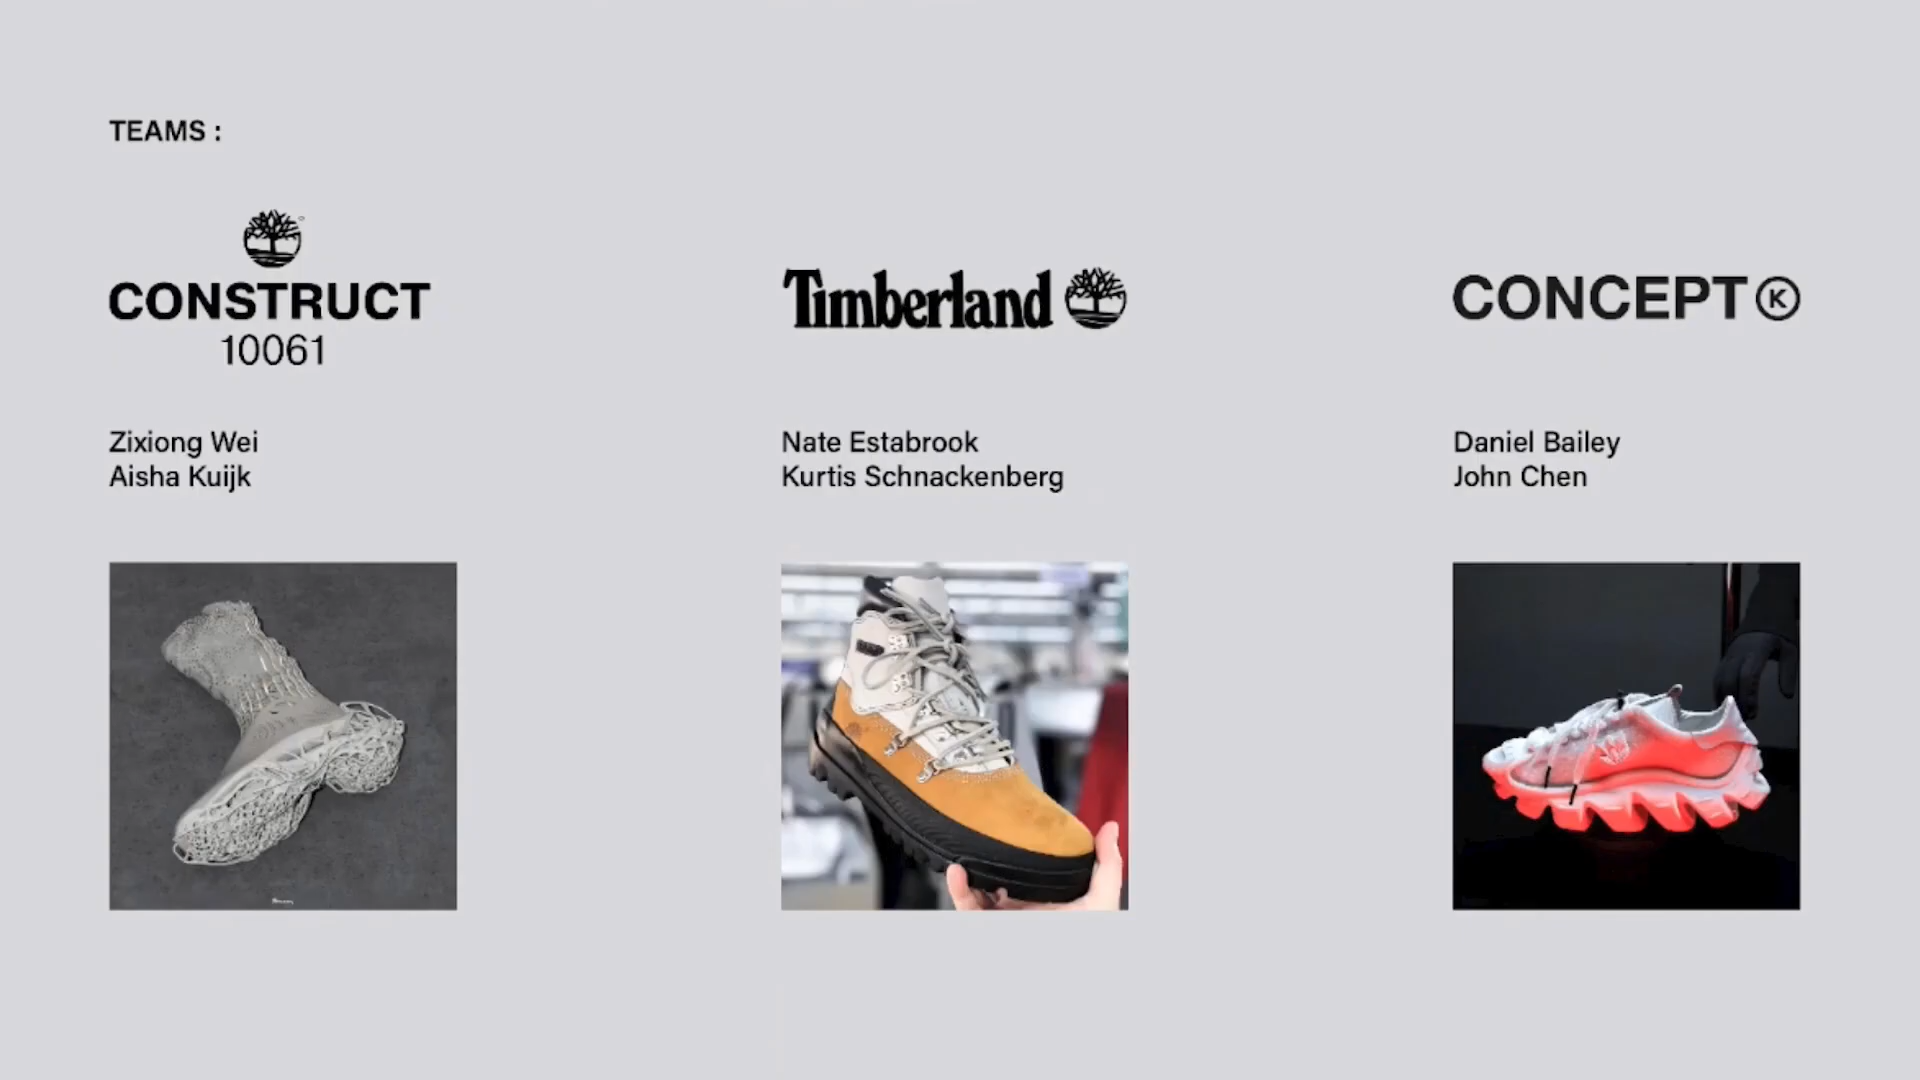 TEAMS :
CONSTRUCT
10061
Timberland
CONCEPT Ⓚ
Zixiong Wei
Aisha Kuijk
Nate Estabrook
Kurtis Schnackenberg
Daniel Bailey
John Chen